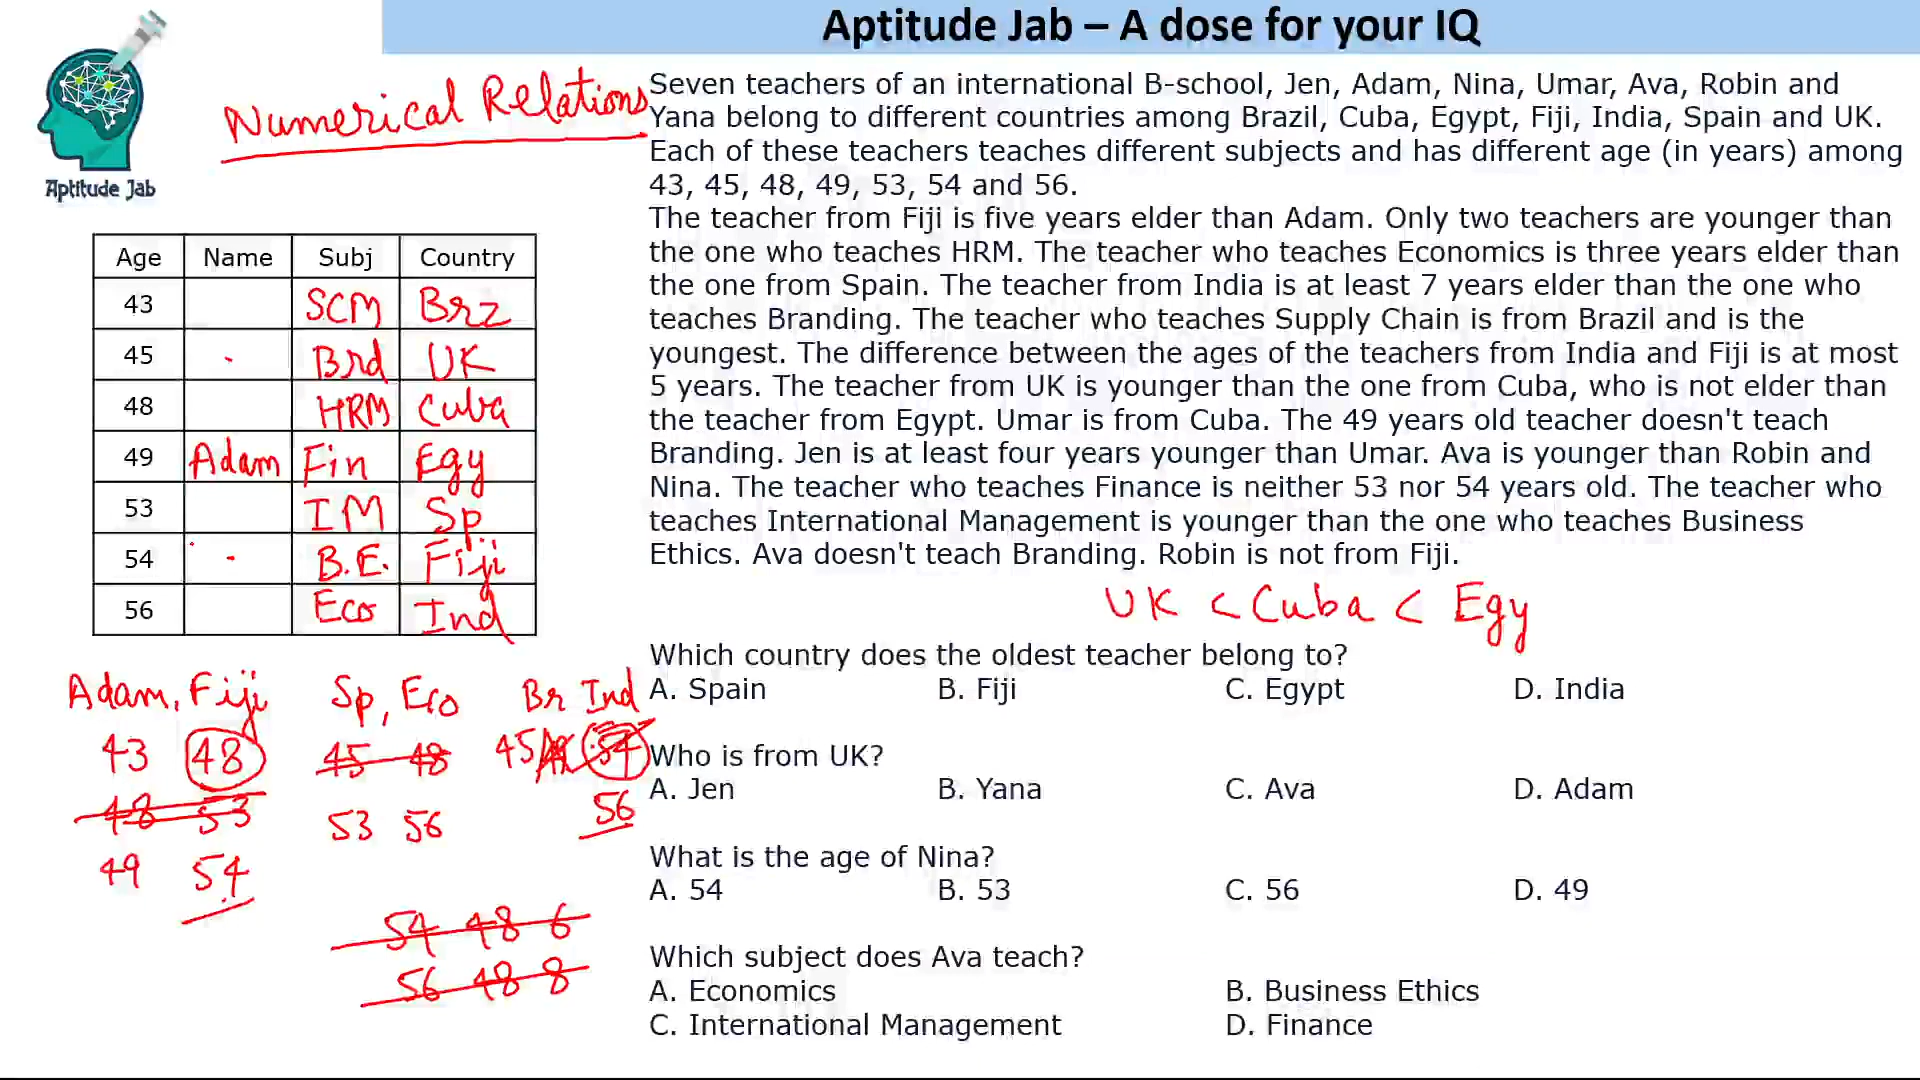 Aptitude Jab – A dose for your IQ
Aptitude Jab
Numerical Relations
Seven teachers of an international B-school, Jen, Adam, Nina, Umar, Ava, Robin and
Yana belong to different countries among Brazil, Cuba, Egypt, Fiji, India, Spain and UK.
Each of these teachers teaches different subjects and has different age (in years) among
43, 45, 48, 49, 53, 54 and 56.
The teacher from Fiji is five years elder than Adam. Only two teachers are younger than
the one who teaches HRM. The teacher who teaches Economics is three years elder than
the one from Spain. The teacher from India is at least 7 years elder than the one who
teaches Branding. The teacher who teaches Supply Chain is from Brazil and is the
youngest. The difference between the ages of the teachers from India and Fiji is at most
5 years. The teacher from UK is younger than the one from Cuba, who is not elder than
the teacher from Egypt. Umar is from Cuba. The 49 years old teacher doesn't teach
Branding. Jen is at least four years younger than Umar. Ava is younger than Robin and
Nina. The teacher who teaches Finance is neither 53 nor 54 years old. The teacher who
teaches International Management is younger than the one who teaches Business
Ethics. Ava doesn't teach Branding. Robin is not from Fiji.
UK < Cuba < Egy
Age Name Subj Country
43 SCM Brz
45 Brd UK
48 HRM Cuba
49 Adam Fin Egy
53 IM Sp
54 B.E. Fiji
56 Eco Ind
Adam, Fiji Sp, Eco Br Ind
43 48 45 48 45 54
48 53 53 56 56
49 54
54 48 6
56 48 8
Which country does the oldest teacher belong to?
A. Spain B. Fiji C. Egypt D. India
Who is from UK?
A. Jen B. Yana C. Ava D. Adam
What is the age of Nina?
A. 54 B. 53 C. 56 D. 49
Which subject does Ava teach?
A. Economics B. Business Ethics
C. International Management D. Finance